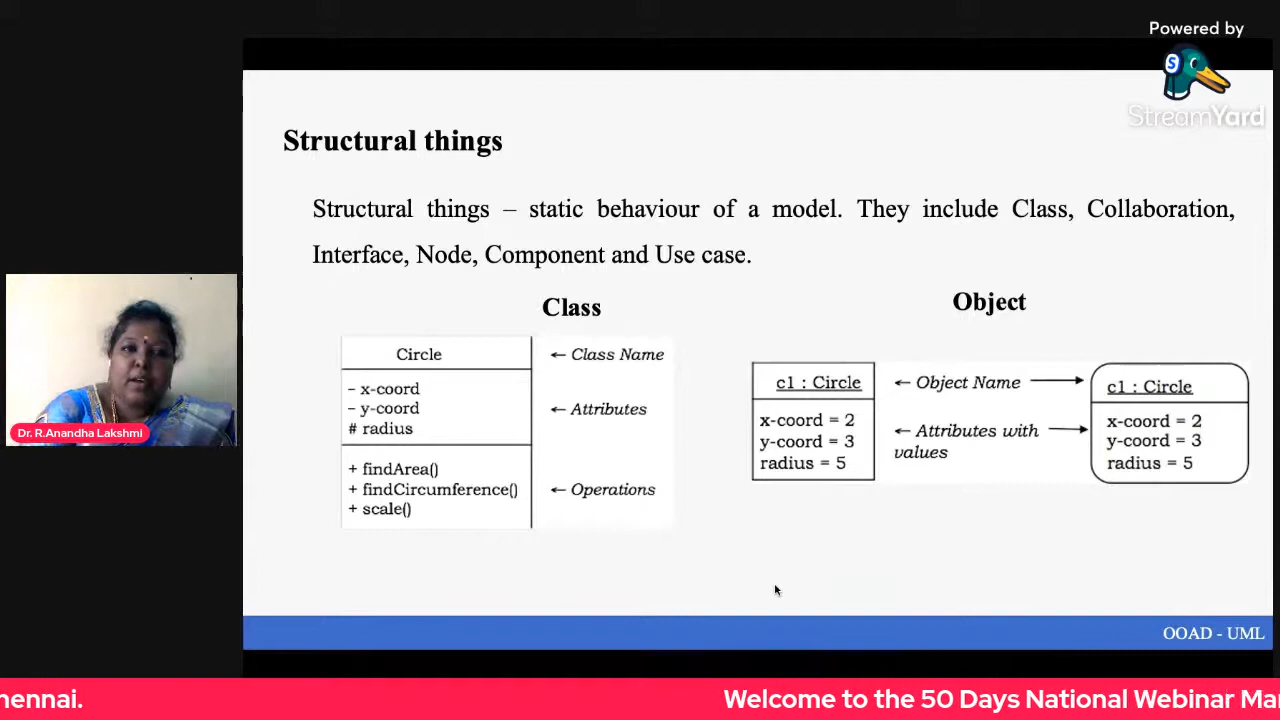 Powered by
StreamYard
Structural things
Structural things – static behaviour of a model. They include Class, Collaboration,
Interface, Node, Component and Use case.
Class
Circle
← Class Name
– x-coord
– y-coord
# radius
← Attributes
+ findArea()
+ findCircumference()
+ scale()
← Operations
Object
c1 : Circle
x-coord = 2
y-coord = 3
radius = 5
← Object Name
← Attributes with
values
c1 : Circle
x-coord = 2
y-coord = 3
radius = 5
Dr. R.Anandha Lakshmi
OOAD - UML
hennai.
Welcome to the 50 Days National Webinar Mar